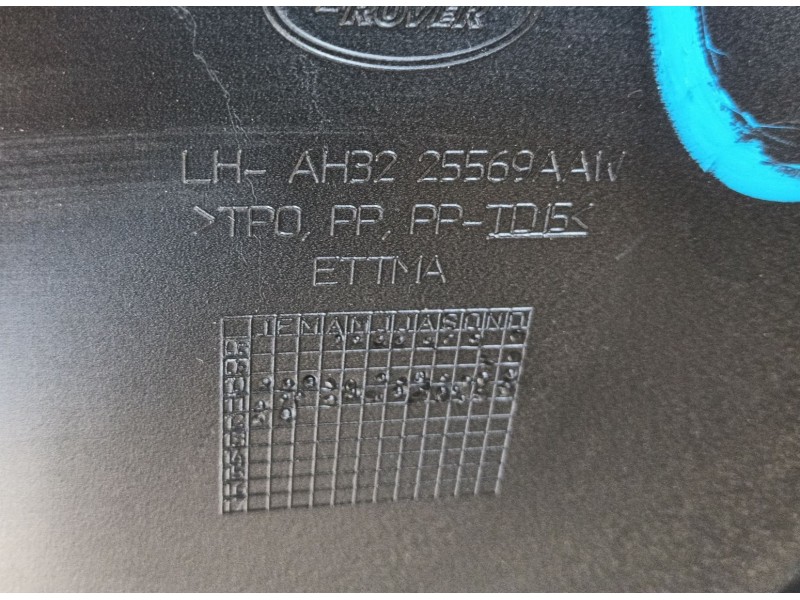 ROVER
LH- AH32 25569AAW
>TPO, PP, PP-TD15<
ETTMA
J F M A M J J A S O N D